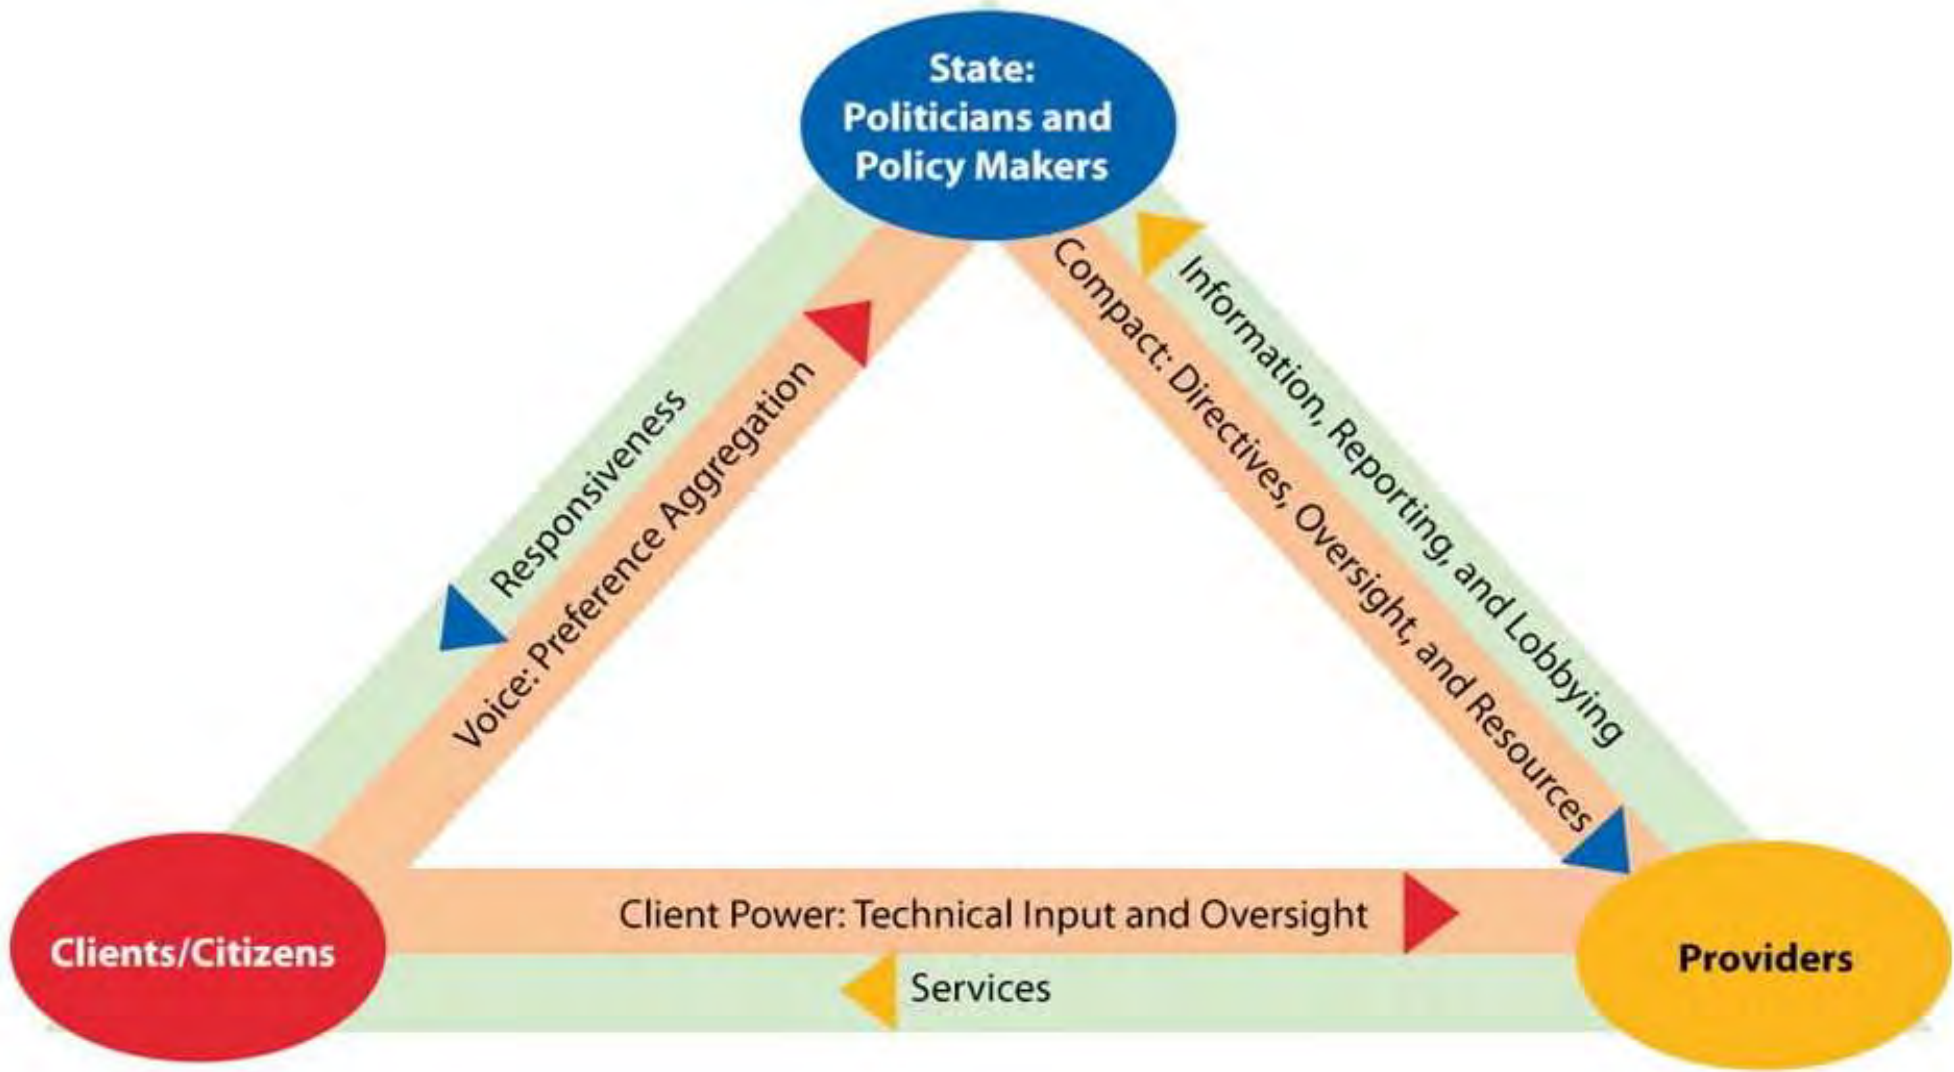 State:
Politicians and
Policy Makers
Responsiveness
Voice: Preference Aggregation
Compact: Directives, Oversight, and Resources
Information, Reporting, and Lobbying
Clients/Citizens
Client Power: Technical Input and Oversight
Services
Providers